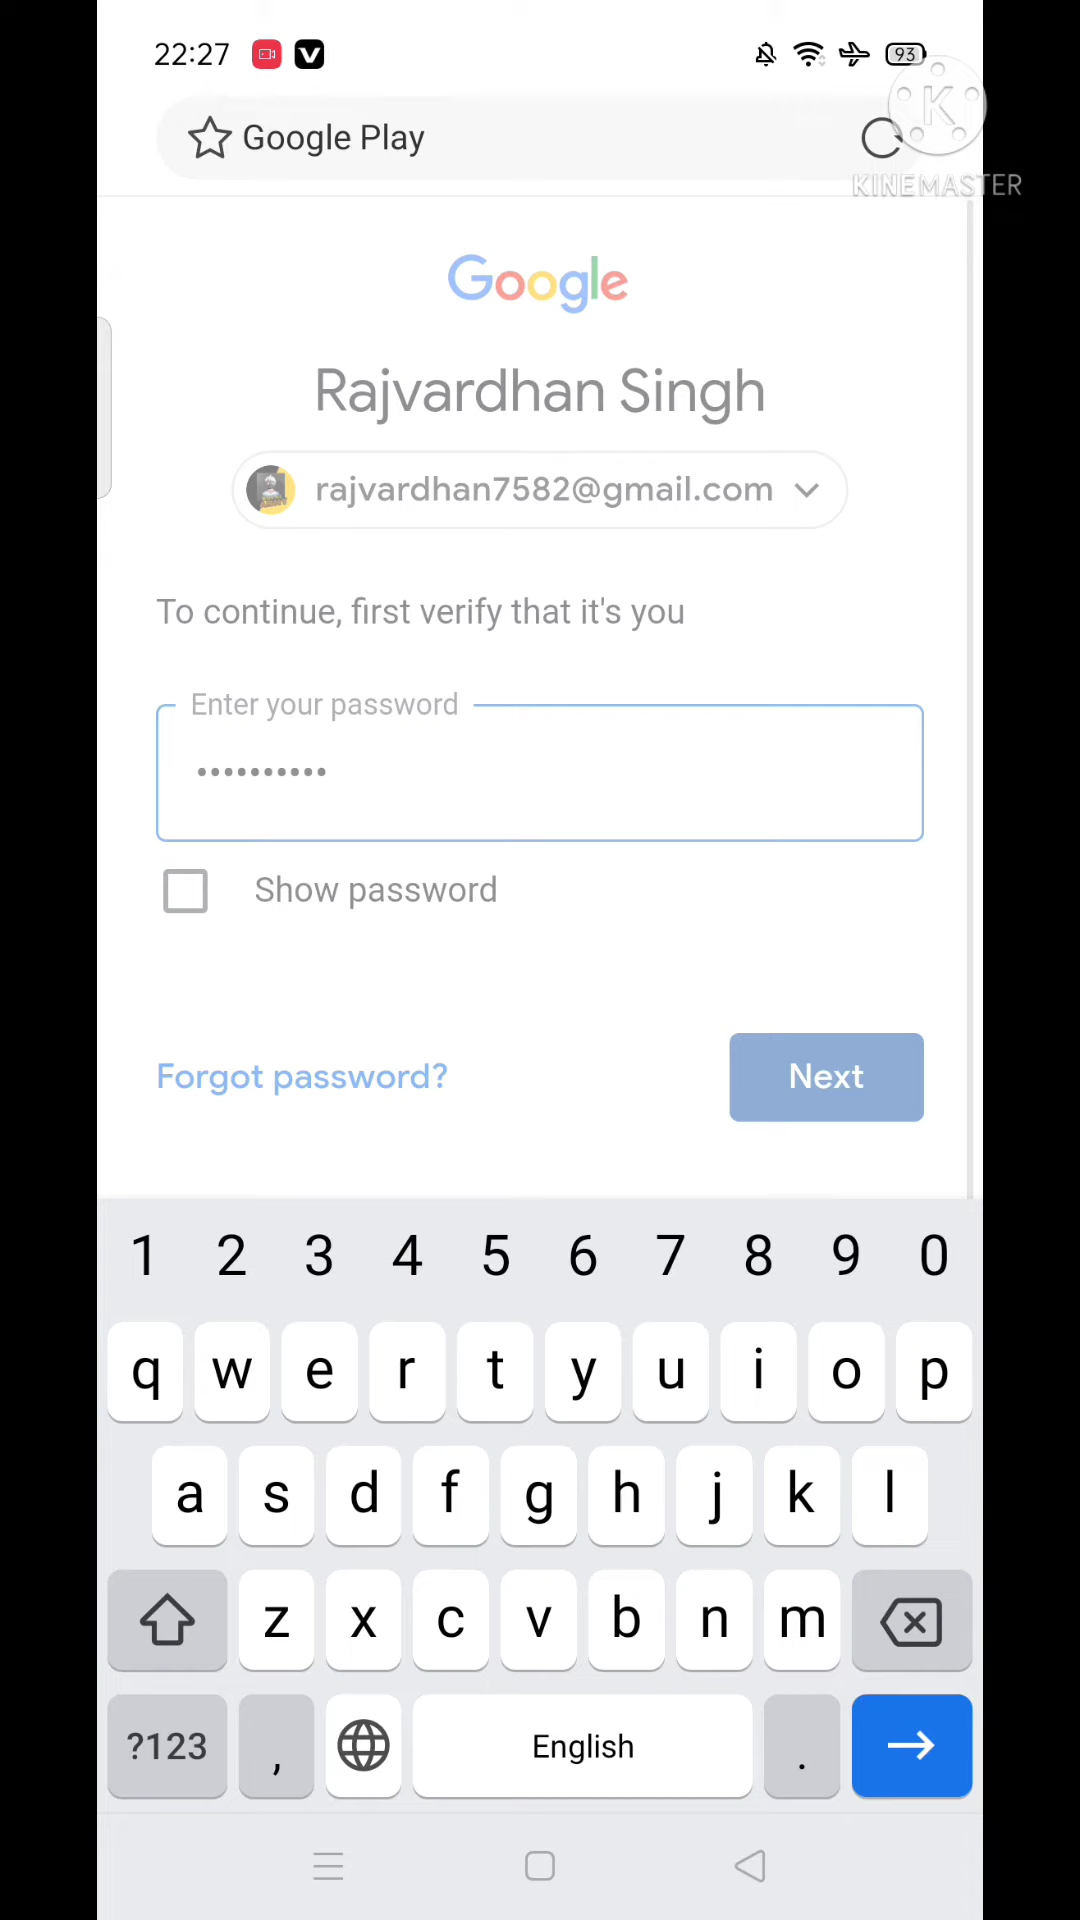 22:27
93
Google Play
K
KINEMASTER
Google
Rajvardhan Singh
rajvardhan7582@gmail.com
To continue, first verify that it's you
Enter your password
••••••••••
Show password
Forgot password?
Next
1 2 3 4 5 6 7 8 9 0
q w e r t y u i o p
a s d f g h j k l
z x c v b n m
?123 , English .